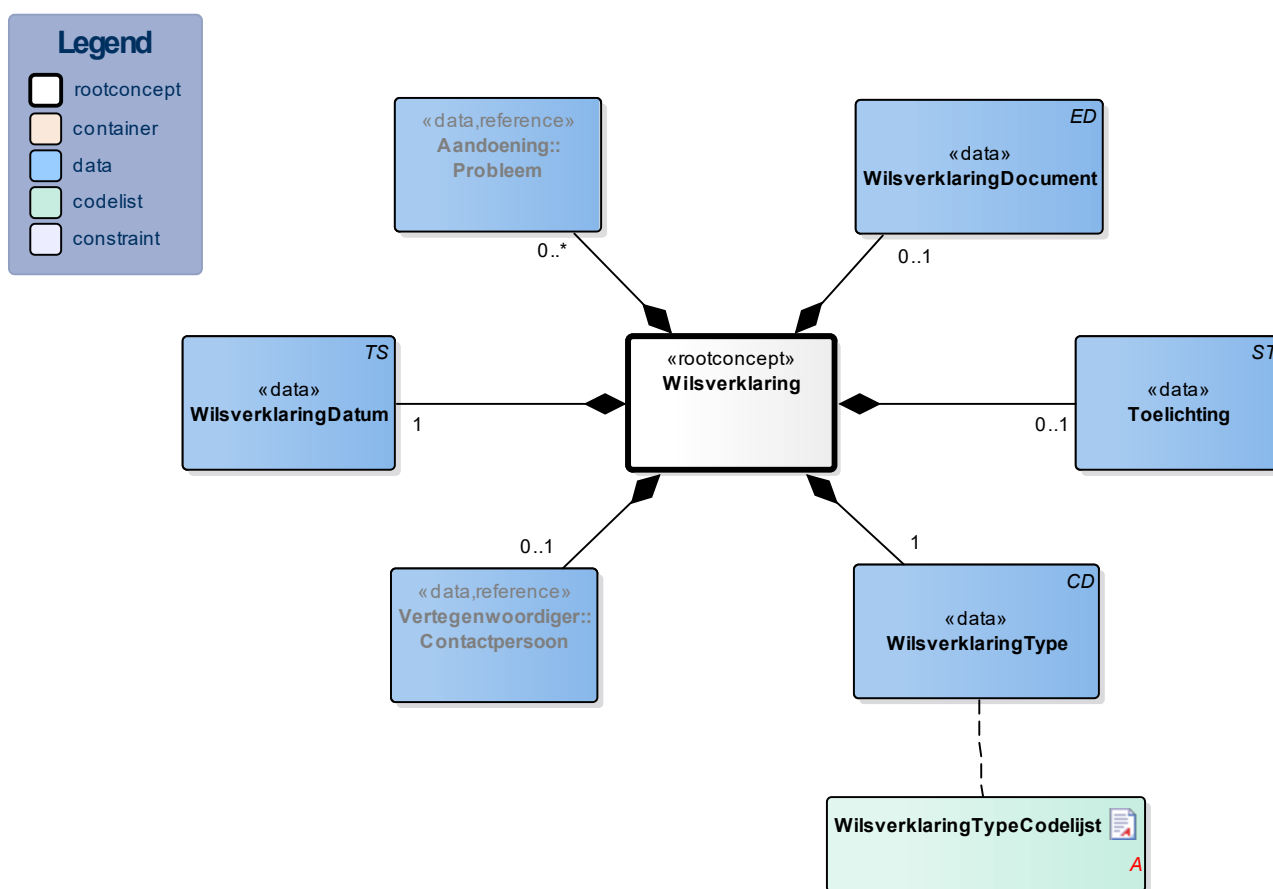 Legend
rootconcept
container
data
codelist
constraint
«data,reference»
Aandoening::
Probleem
0..*
ED
«data»
WilsverklaringDocument
0..1
TS
«data»
WilsverklaringDatum
1
«rootconcept»
Wilsverklaring
ST
«data»
Toelichting
0..1
«data,reference»
Vertegenwoordiger::
Contactpersoon
0..1
CD
«data»
WilsverklaringType
1
WilsverklaringTypeCodelijst
A